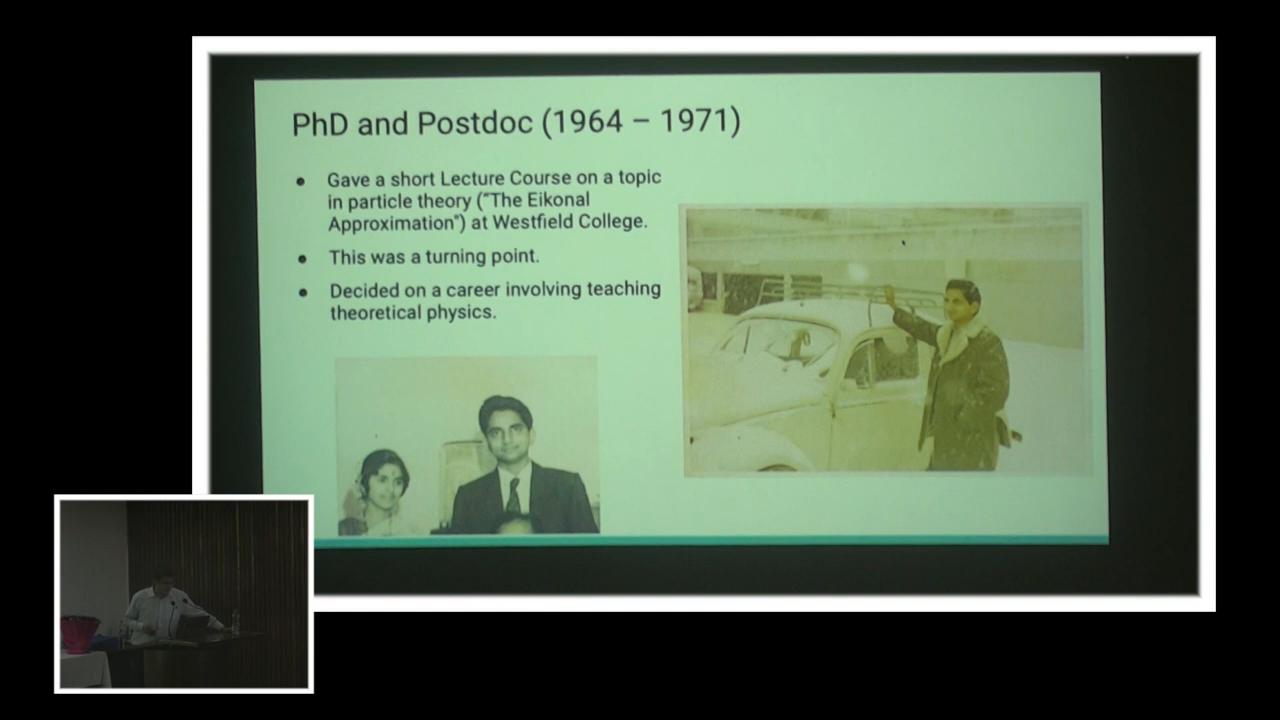 PhD and Postdoc (1964 – 1971)
● Gave a short Lecture Course on a topic
in particle theory ("The Eikonal
Approximation") at Westfield College.
● This was a turning point.
● Decided on a career involving teaching
theoretical physics.